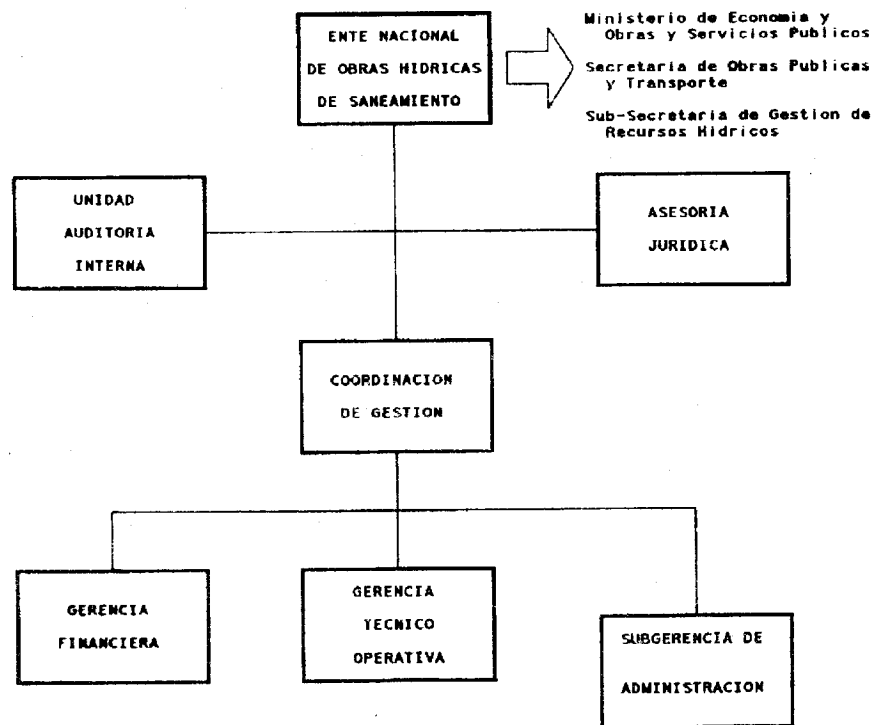 ENTE NACIONAL
DE OBRAS HIDRICAS
DE SANEAMIENTO
Ministerio de Economia y
Obras y Servicios Publicos
Secretaria de Obras Publicas
y Transporte
Sub-Secretaria de Gestion de
Recursos Hidricos
UNIDAD
AUDITORIA
INTERNA
ASESORIA
JURIDICA
COORDINACION
DE GESTION
GERENCIA
FINANCIERA
GERENCIA
TECNICO
OPERATIVA
SUBGERENCIA DE
ADMINISTRACION